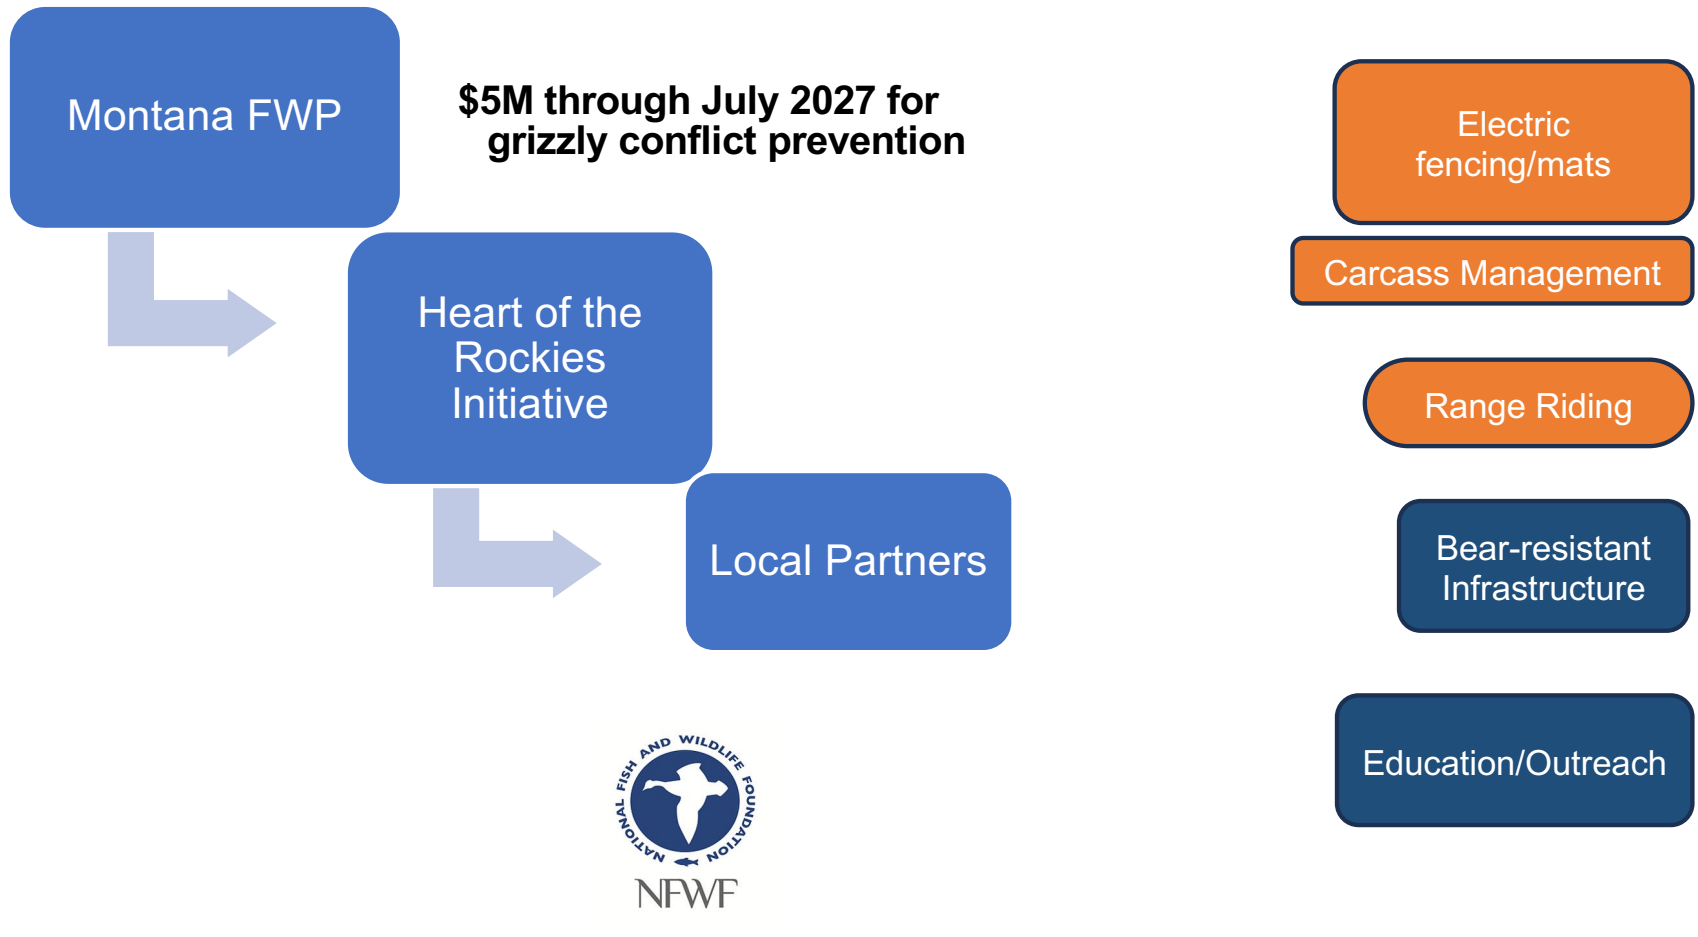 Montana FWP
$5M through July 2027 for
grizzly conflict prevention
Heart of the
Rockies
Initiative
Local Partners
Electric
fencing/mats
Carcass Management
Range Riding
Bear-resistant
Infrastructure
Education/Outreach
NATIONAL FISH AND WILDLIFE FOUNDATION
NFWF